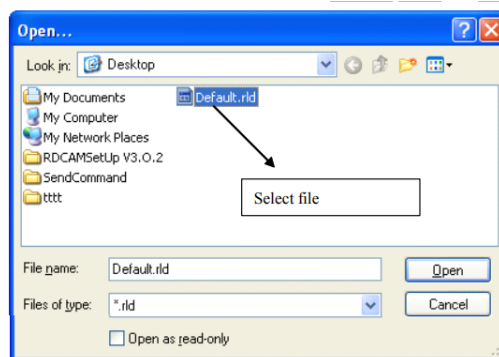 Open...
Look in: Desktop
My Documents
My Computer
My Network Places
RDCAMSetUp V3.0.2
SendCommand
tttt
Default.rld
Select file
File name: Default.rld Open
Files of type: *.rld Cancel
Open as read-only